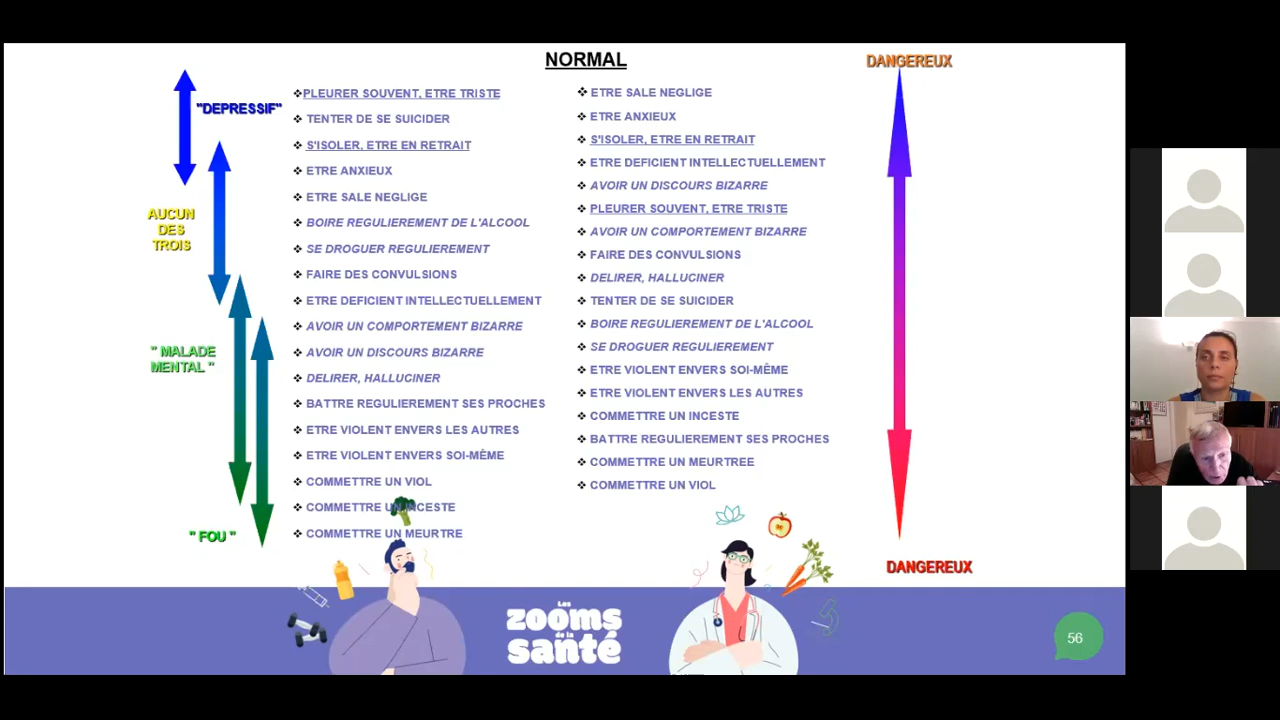 NORMAL
DANGEREUX
"DEPRESSIF"
AUCUN
DES
TROIS
" MALADE
MENTAL "
" FOU "
❖PLEURER SOUVENT, ETRE TRISTE
❖ TENTER DE SE SUICIDER
❖ S'ISOLER, ETRE EN RETRAIT
❖ ETRE ANXIEUX
❖ ETRE SALE NEGLIGE
❖ BOIRE REGULIEREMENT DE L'ALCOOL
❖ SE DROGUER REGULIEREMENT
❖ FAIRE DES CONVULSIONS
❖ ETRE DEFICIENT INTELLECTUELLEMENT
❖ AVOIR UN COMPORTEMENT BIZARRE
❖ AVOIR UN DISCOURS BIZARRE
❖ DELIRER, HALLUCINER
❖ BATTRE REGULIEREMENT SES PROCHES
❖ ETRE VIOLENT ENVERS LES AUTRES
❖ ETRE VIOLENT ENVERS SOI-MÊME
❖ COMMETTRE UN VIOL
❖ COMMETTRE UN INCESTE
❖ COMMETTRE UN MEURTRE
❖ ETRE SALE NEGLIGE
❖ ETRE ANXIEUX
❖ S'ISOLER, ETRE EN RETRAIT
❖ ETRE DEFICIENT INTELLECTUELLEMENT
❖ AVOIR UN DISCOURS BIZARRE
❖ PLEURER SOUVENT, ETRE TRISTE
❖ AVOIR UN COMPORTEMENT BIZARRE
❖ FAIRE DES CONVULSIONS
❖ DELIRER, HALLUCINER
❖ TENTER DE SE SUICIDER
❖ BOIRE REGULIEREMENT DE L'ALCOOL
❖ SE DROGUER REGULIEREMENT
❖ ETRE VIOLENT ENVERS SOI-MÊME
❖ ETRE VIOLENT ENVERS LES AUTRES
❖ COMMETTRE UN INCESTE
❖ BATTRE REGULIEREMENT SES PROCHES
❖ COMMETTRE UN MEURTREE
❖ COMMETTRE UN VIOL
DANGEREUX
Les
zooms
de la
santé
56